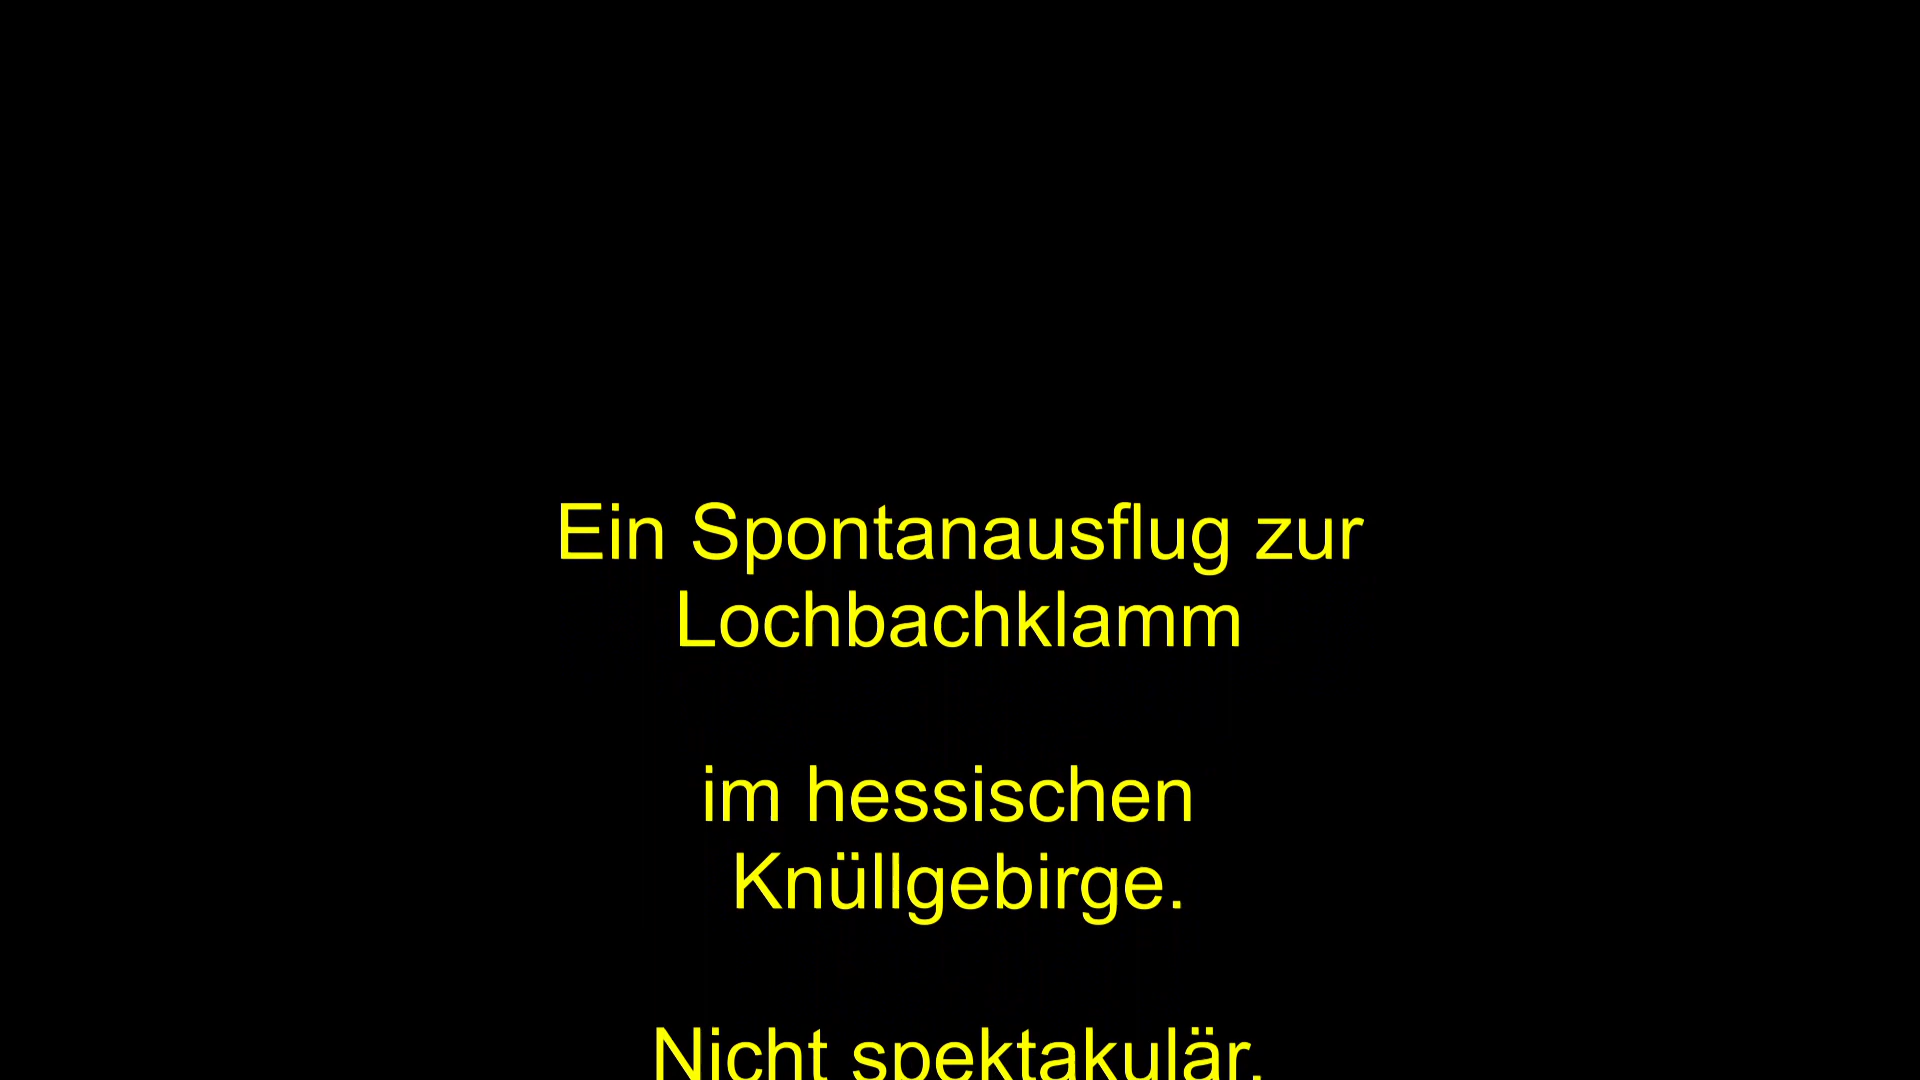 Ein Spontanausflug zur
Lochbachklamm
im hessischen
Knüllgebirge.
Nicht spektakulär,